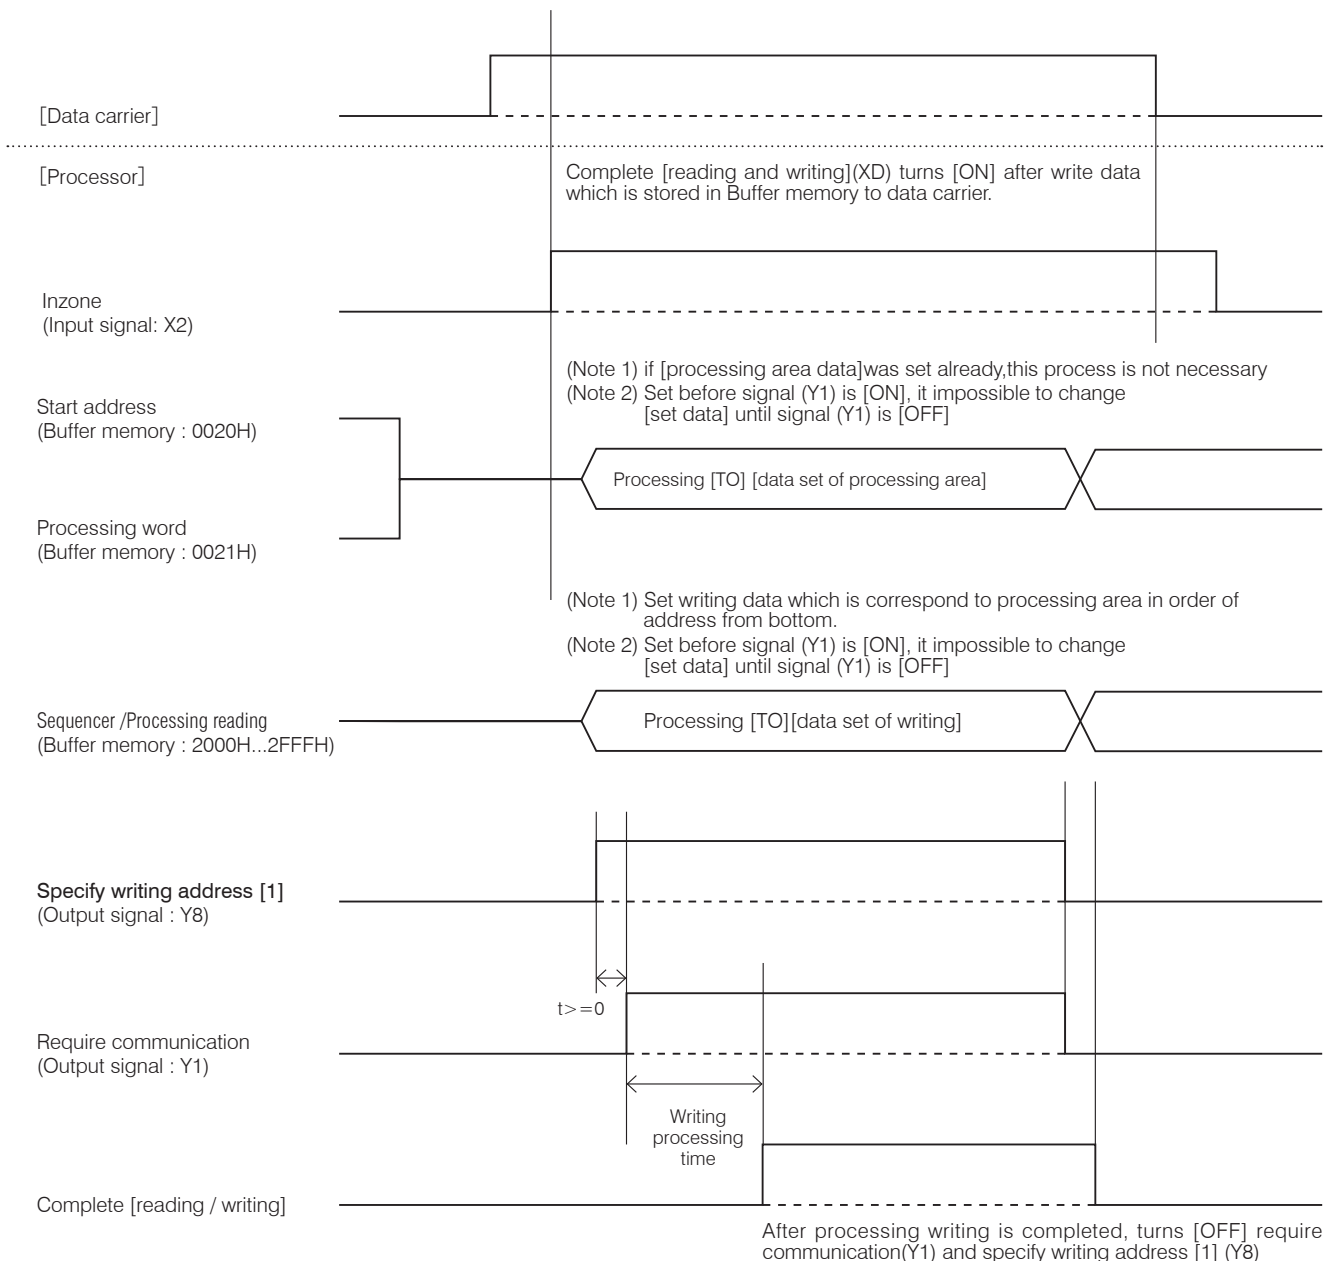 [Data carrier]
[Processor]
Complete [reading and writing](XD) turns [ON] after write data
which is stored in Buffer memory to data carrier.
Inzone
(Input signal: X2)
(Note 1) if [processing area data]was set already,this process is not necessary
(Note 2) Set before signal (Y1) is [ON], it impossible to change
[set data] until signal (Y1) is [OFF]
Start address
(Buffer memory : 0020H)
Processing [TO] [data set of processing area]
Processing word
(Buffer memory : 0021H)
(Note 1) Set writing data which is correspond to processing area in order of
address from bottom.
(Note 2) Set before signal (Y1) is [ON], it impossible to change
[set data] until signal (Y1) is [OFF]
Sequencer /Processing reading
(Buffer memory : 2000H...2FFFH)
Processing [TO][data set of writing]
Specify writing address [1]
(Output signal : Y8)
t>=0
Require communication
(Output signal : Y1)
Writing
processing
time
Complete [reading / writing]
After processing writing is completed, turns [OFF] require
communication(Y1) and specify writing address [1] (Y8)